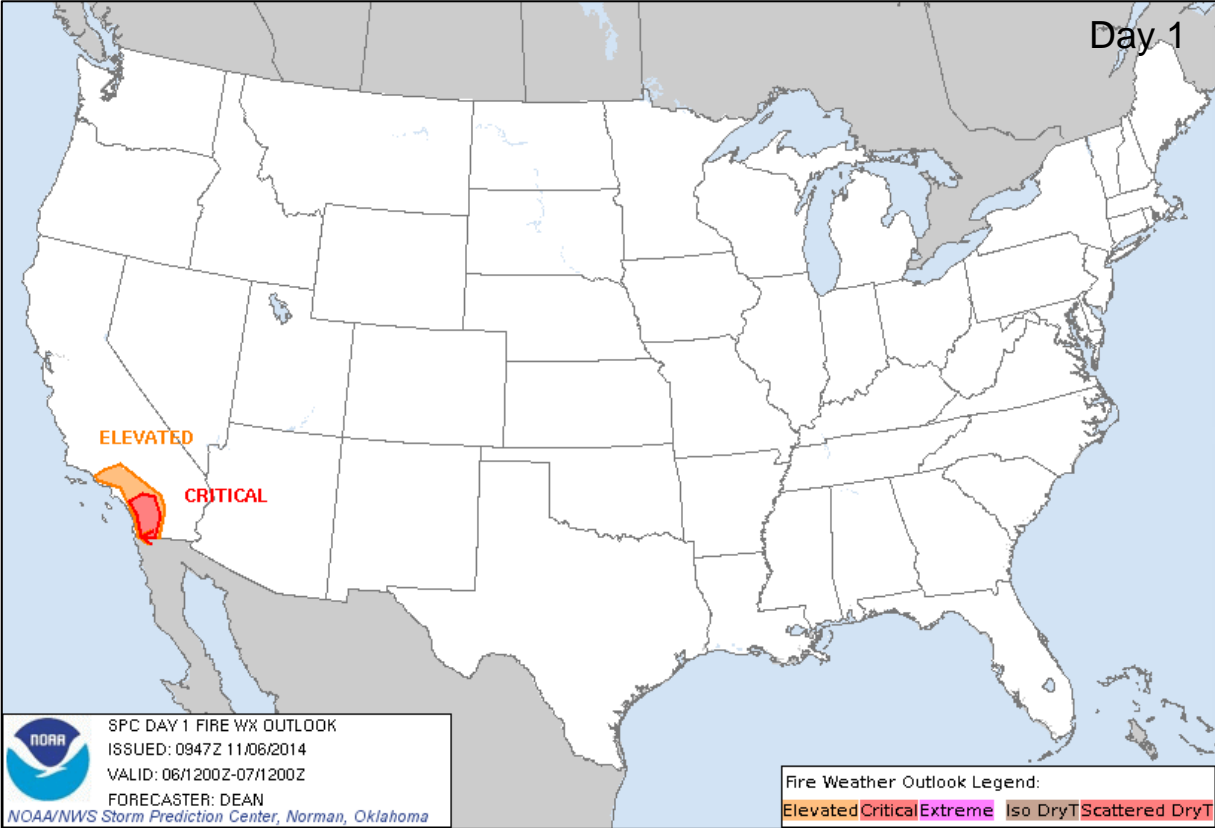 Day 1
ELEVATED
CRITICAL
NOAA
SPC DAY 1 FIRE WX OUTLOOK
ISSUED: 0947Z 11/06/2014
VALID: 06/1200Z-07/1200Z
FORECASTER: DEAN
NOAA/NWS Storm Prediction Center, Norman, Oklahoma
Fire Weather Outlook Legend:
Elevated Critical Extreme Iso DryT Scattered DryT